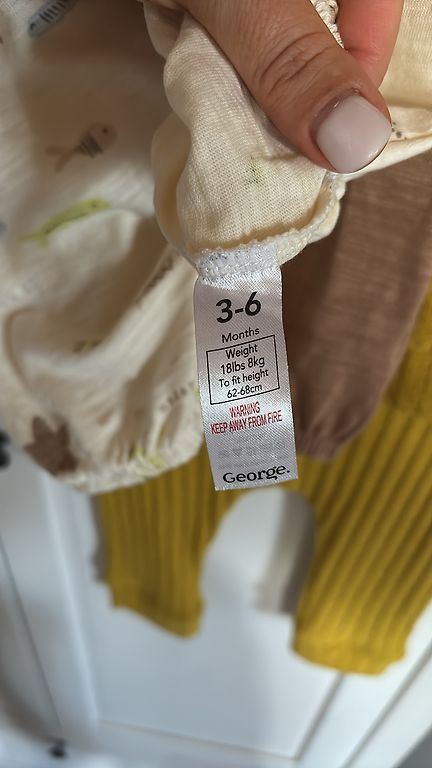 3-6
Months
Weight
18lbs 8kg
To fit height
62-68cm
WARNING
KEEP AWAY FROM FIRE
George.